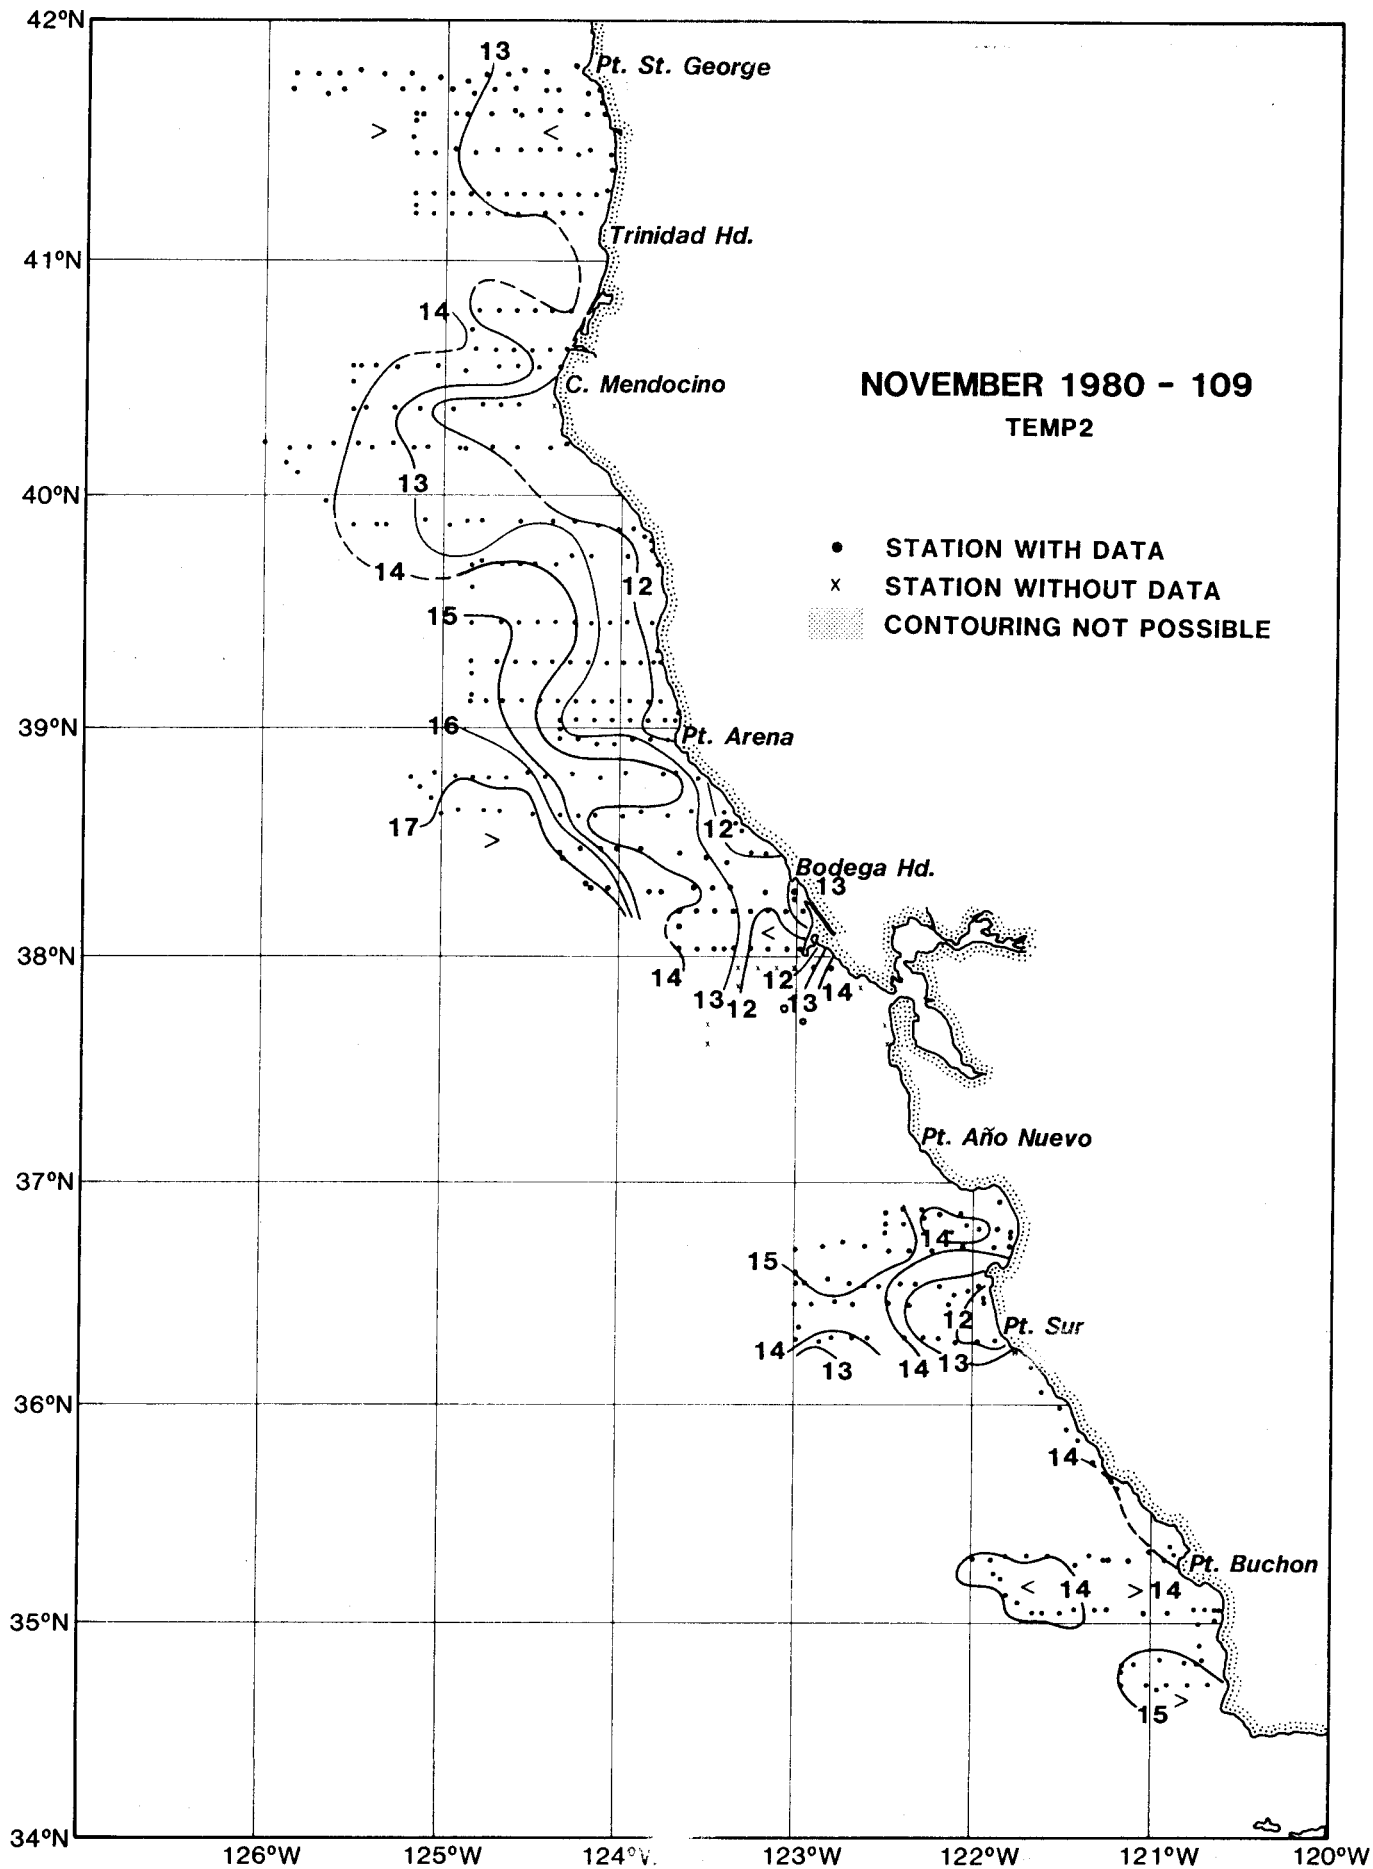 42°N
13
Pt. St. George
> <
Trinidad Hd.
41°N
14
C. Mendocino
NOVEMBER 1980 - 109
TEMP2
13
40°N
• STATION WITH DATA
14
12
x STATION WITHOUT DATA
15
CONTOURING NOT POSSIBLE
16
39°N
Pt. Arena
17
12
>
Bodega Hd.
13
<
38°N
14
13
12
12
13
14
Pt. Año Nuevo
37°N
14
15
12
Pt. Sur
14
13
14
13
36°N
14
Pt. Buchon
< 14 > 14
35°N
15 >
34°N
126°W 125°W 124°W 123°W 122°W 121°W 120°W